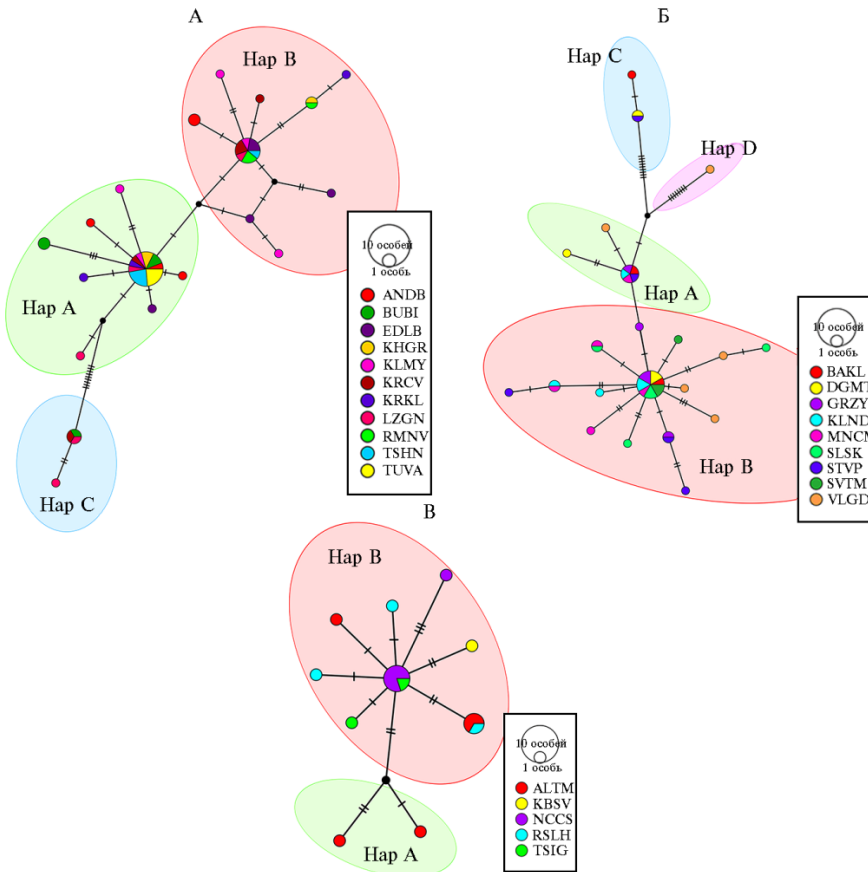 А
Hap B
Hap A
Hap C
10 особей
1 особь
ANDB
BUBI
EDLB
KHGR
KLMY
KRCV
KRKL
LZGN
RMNV
TSHN
TUVA
Б
Hap C
Hap D
Hap A
Hap B
10 особей
1 особь
BAKL
DGMT
GRZY
KLND
MNCM
SLSK
STVP
SVTM
VLGD
В
Hap B
Hap A
10 особей
1 особь
ALTM
KBSV
NCCS
RSLH
TSIG